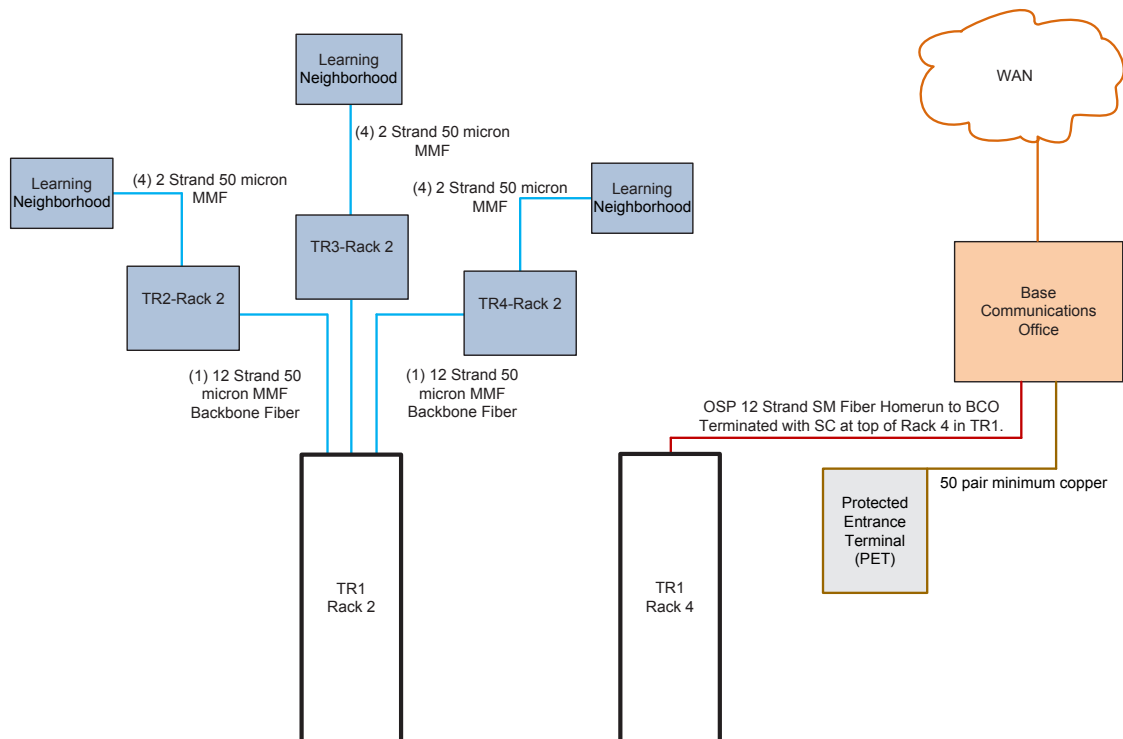 Learning
Neighborhood
WAN
(4) 2 Strand 50 micron
MMF
Learning
Neighborhood
(4) 2 Strand 50 micron
MMF
(4) 2 Strand 50 micron
MMF
Learning
Neighborhood
TR3-Rack 2
TR2-Rack 2
TR4-Rack 2
Base
Communications
Office
(1) 12 Strand 50
micron MMF
Backbone Fiber
(1) 12 Strand 50
micron MMF
Backbone Fiber
OSP 12 Strand SM Fiber Homerun to BCO
Terminated with SC at top of Rack 4 in TR1.
50 pair minimum copper
Protected
Entrance
Terminal
(PET)
TR1
Rack 2
TR1
Rack 4